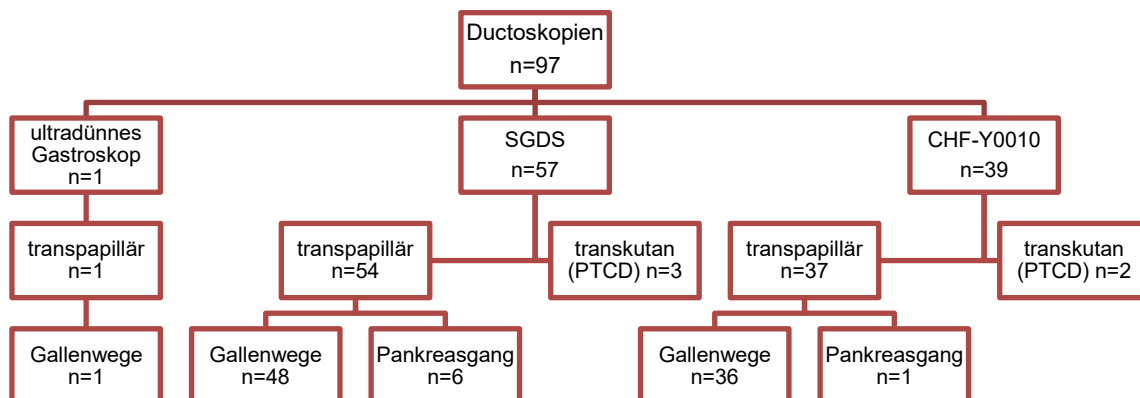 Ductoskopien
n=97
ultradünnes
Gastroskop
n=1
SGDS
n=57
CHF-Y0010
n=39
transpapillär
n=1
transpapillär
n=54
transkutan
(PTCD) n=3
transpapillär
n=37
transkutan
(PTCD) n=2
Gallenwege
n=1
Gallenwege
n=48
Pankreasgang
n=6
Gallenwege
n=36
Pankreasgang
n=1